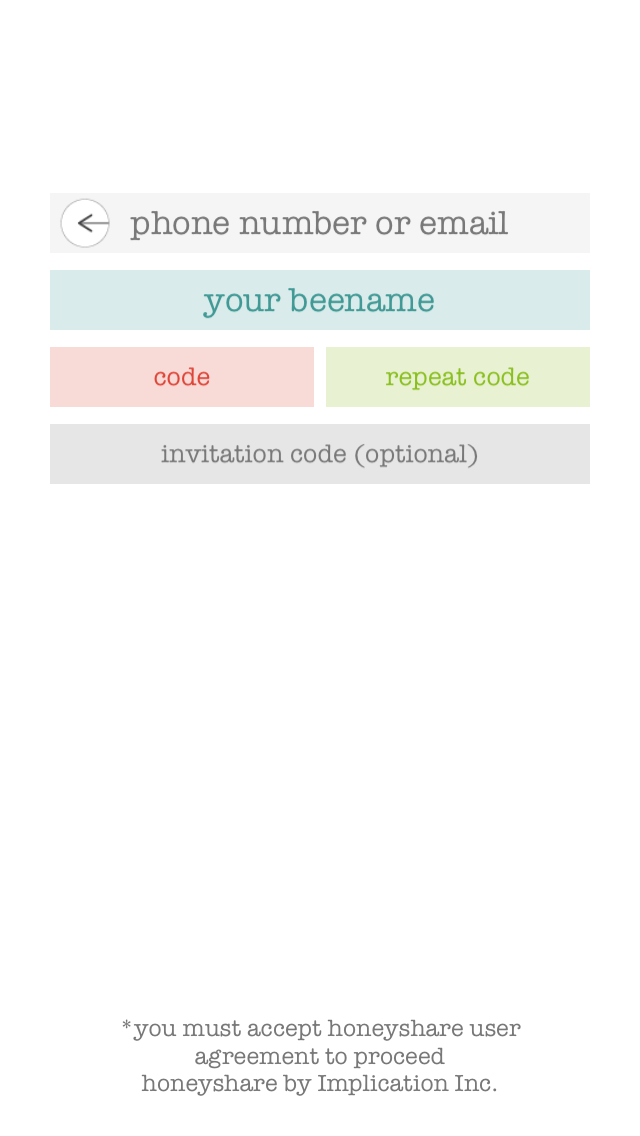 phone number or email
your beename
code repeat code
invitation code (optional)
*you must accept honeyshare user
agreement to proceed
honeyshare by Implication Inc.